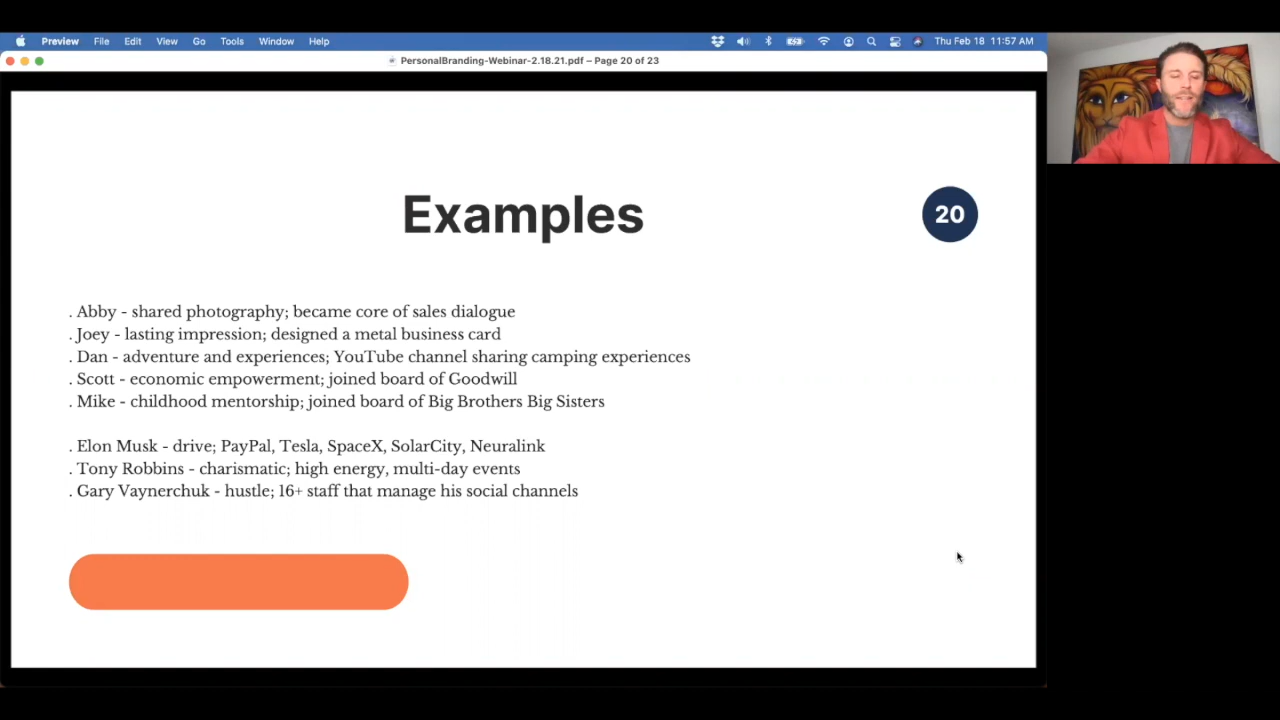 Preview File Edit View Go Tools Window Help Thu Feb 18 11:57 AM
PersonalBranding-Webinar-2.18.21.pdf – Page 20 of 23
Examples
20
. Abby - shared photography; became core of sales dialogue
. Joey - lasting impression; designed a metal business card
. Dan - adventure and experiences; YouTube channel sharing camping experiences
. Scott - economic empowerment; joined board of Goodwill
. Mike - childhood mentorship; joined board of Big Brothers Big Sisters
. Elon Musk - drive; PayPal, Tesla, SpaceX, SolarCity, Neuralink
. Tony Robbins - charismatic; high energy, multi-day events
. Gary Vaynerchuk - hustle; 16+ staff that manage his social channels